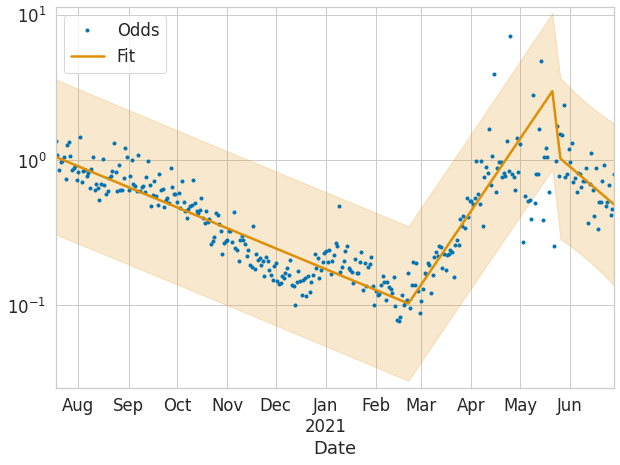 10¹
Odds
Fit
10⁰
10⁻¹
Aug Sep Oct Nov Dec Jan Feb Mar Apr May Jun
2021
Date